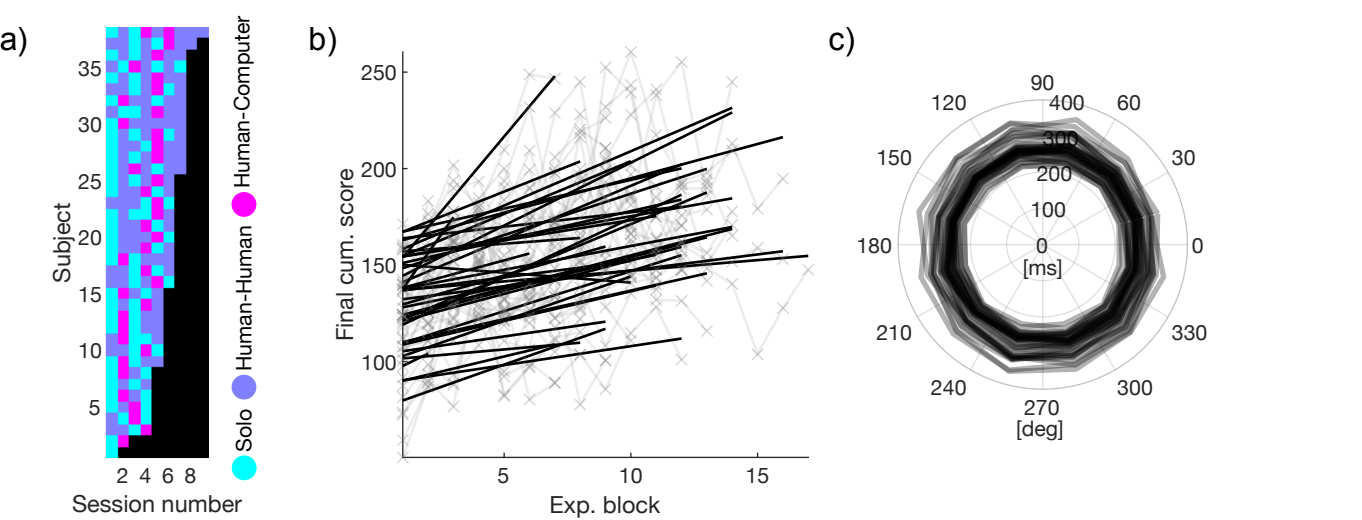 a)
Subject
35
30
25
20
15
10
5
2 4 6 8
Session number
Solo Human-Human Human-Computer
b)
Final cum. score
250
200
150
100
5 10 15
Exp. block
c)
90
120 400 60
300
150 30
200
100
180 0 0
[ms]
210 330
240 300
270
[deg]